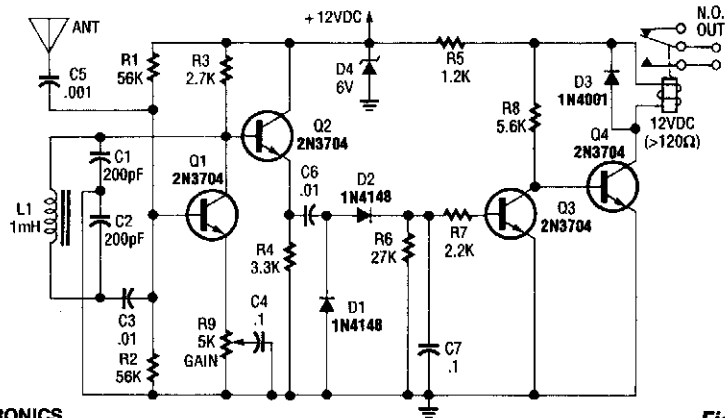 ANT
+12VDC
N.O.
OUT
C5
.001
R1
56K
R3
2.7K
D4
6V
R5
1.2K
R8
5.6K
D3
1N4001
12VDC
(>120Ω)
Q2
2N3704
Q4
2N3704
C1
200pF
Q1
2N3704
C6
.01
D2
1N4148
L1
1mH
C2
200pF
R4
3.3K
R6
27K
R7
2.2K
Q3
2N3704
C3
.01
R9
5K
GAIN
C4
.1
D1
1N4148
C7
.1
R2
56K